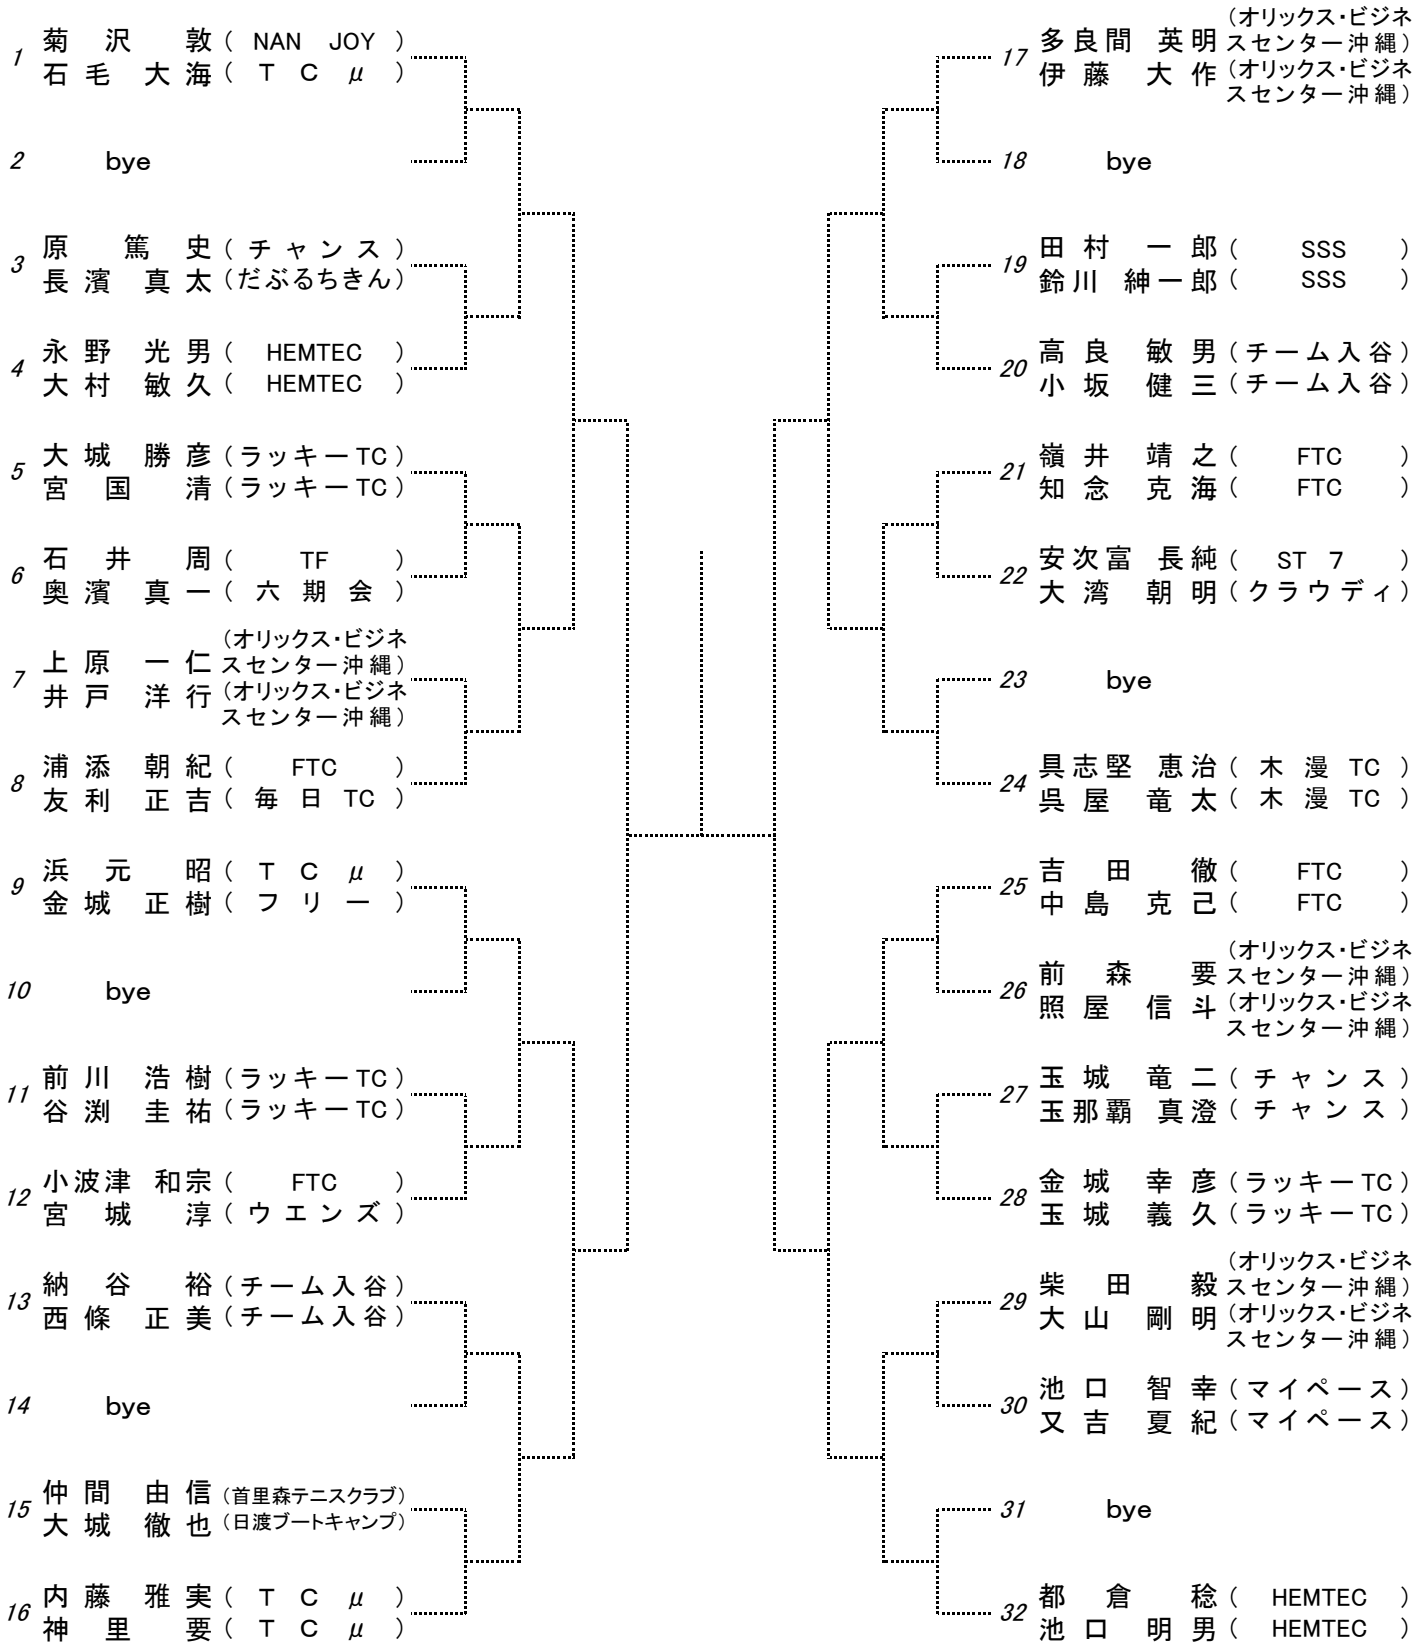 1 菊沢 敦 ( NAN JOY )
石毛 大海 ( TCμ )
2 bye
3 原 篤史 ( チャンス )
長濱 真太 (だぶるちきん)
4 永野 光男 ( HEMTEC )
大村 敏久 ( HEMTEC )
5 大城 勝彦 (ラッキーTC)
宮国 清 (ラッキーTC)
6 石井 周 ( TF )
奥濱 真一 ( 六期会 )
7 上原 一仁 (オリックス・ビジネ
スセンター沖縄)
井戸 洋行 (オリックス・ビジネ
スセンター沖縄)
8 浦添 朝紀 ( FTC )
友利 正吉 ( 毎日TC )
9 浜元 昭 ( TCμ )
金城 正樹 ( フリー )
10 bye
11 前川 浩樹 (ラッキーTC)
谷渕 圭祐 (ラッキーTC)
12 小波津 和宗 ( FTC )
宮城 淳 ( ウエンズ )
13 納谷 裕 (チーム入谷)
西條 正美 (チーム入谷)
14 bye
15 仲間 由信 (首里森テニスクラブ)
大城 徹也 (日渡ブートキャンプ)
16 内藤 雅実 ( TCμ )
神里 要 ( TCμ )
17 多良間 英明 (オリックス・ビジネ
スセンター沖縄)
伊藤 大作 (オリックス・ビジネ
スセンター沖縄)
18 bye
19 田村 一郎 ( SSS )
鈴川 紳一郎 ( SSS )
20 高良 敏男 (チーム入谷)
小坂 健三 (チーム入谷)
21 嶺井 靖之 ( FTC )
知念 克海 ( FTC )
22 安次富 長純 ( ST 7 )
大湾 朝明 (クラウディ)
23 bye
24 具志堅 恵治 ( 木漫TC )
呉屋 竜太 ( 木漫TC )
25 吉田 徹 ( FTC )
中島 克己 ( FTC )
26 前森 要 (オリックス・ビジネ
スセンター沖縄)
照屋 信斗 (オリックス・ビジネ
スセンター沖縄)
27 玉城 竜二 ( チャンス )
玉那覇 真澄 ( チャンス )
28 金城 幸彦 (ラッキーTC)
玉城 義久 (ラッキーTC)
29 柴田 毅 (オリックス・ビジネ
スセンター沖縄)
大山 剛明 (オリックス・ビジネ
スセンター沖縄)
30 池口 智幸 (マイペース)
又吉 夏紀 (マイペース)
31 bye
32 都倉 稔 ( HEMTEC )
池口 明男 ( HEMTEC )